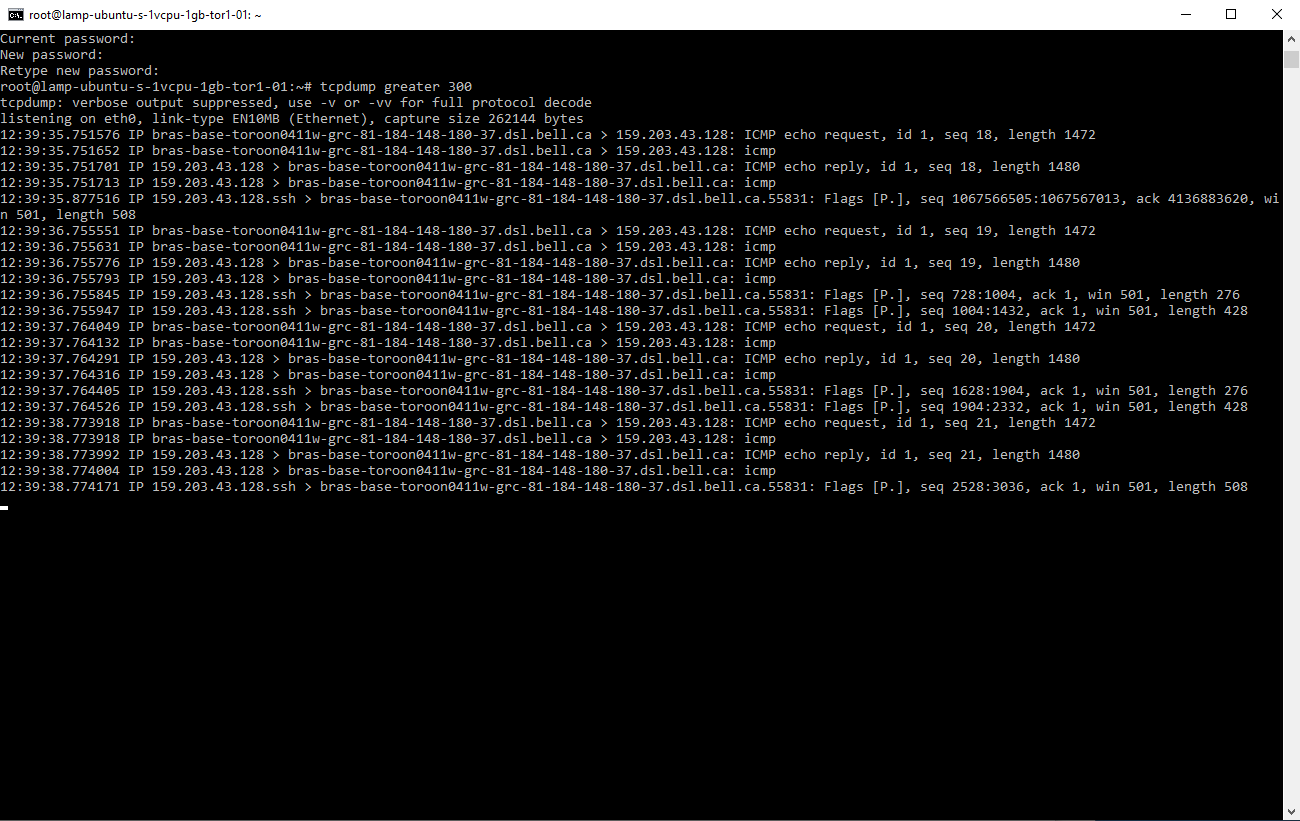 root@lamp-ubuntu-s-1vcpu-1gb-tor1-01: ~
Current password:
New password:
Retype new password:
root@lamp-ubuntu-s-1vcpu-1gb-tor1-01:~# tcpdump greater 300
tcpdump: verbose output suppressed, use -v or -vv for full protocol decode
listening on eth0, link-type EN10MB (Ethernet), capture size 262144 bytes
12:39:35.751576 IP bras-base-toroon0411w-grc-81-184-148-180-37.dsl.bell.ca > 159.203.43.128: ICMP echo request, id 1, seq 18, length 1472
12:39:35.751652 IP bras-base-toroon0411w-grc-81-184-148-180-37.dsl.bell.ca > 159.203.43.128: icmp
12:39:35.751701 IP 159.203.43.128 > bras-base-toroon0411w-grc-81-184-148-180-37.dsl.bell.ca: ICMP echo reply, id 1, seq 18, length 1480
12:39:35.751713 IP 159.203.43.128 > bras-base-toroon0411w-grc-81-184-148-180-37.dsl.bell.ca: icmp
12:39:35.877516 IP 159.203.43.128.ssh > bras-base-toroon0411w-grc-81-184-148-180-37.dsl.bell.ca.55831: Flags [P.], seq 1067566505:1067567013, ack 4136883620, wi
n 501, length 508
12:39:36.755551 IP bras-base-toroon0411w-grc-81-184-148-180-37.dsl.bell.ca > 159.203.43.128: ICMP echo request, id 1, seq 19, length 1472
12:39:36.755631 IP bras-base-toroon0411w-grc-81-184-148-180-37.dsl.bell.ca > 159.203.43.128: icmp
12:39:36.755776 IP 159.203.43.128 > bras-base-toroon0411w-grc-81-184-148-180-37.dsl.bell.ca: ICMP echo reply, id 1, seq 19, length 1480
12:39:36.755793 IP 159.203.43.128 > bras-base-toroon0411w-grc-81-184-148-180-37.dsl.bell.ca: icmp
12:39:36.755845 IP 159.203.43.128.ssh > bras-base-toroon0411w-grc-81-184-148-180-37.dsl.bell.ca.55831: Flags [P.], seq 728:1004, ack 1, win 501, length 276
12:39:36.755947 IP 159.203.43.128.ssh > bras-base-toroon0411w-grc-81-184-148-180-37.dsl.bell.ca.55831: Flags [P.], seq 1004:1432, ack 1, win 501, length 428
12:39:37.764049 IP bras-base-toroon0411w-grc-81-184-148-180-37.dsl.bell.ca > 159.203.43.128: ICMP echo request, id 1, seq 20, length 1472
12:39:37.764132 IP bras-base-toroon0411w-grc-81-184-148-180-37.dsl.bell.ca > 159.203.43.128: icmp
12:39:37.764291 IP 159.203.43.128 > bras-base-toroon0411w-grc-81-184-148-180-37.dsl.bell.ca: ICMP echo reply, id 1, seq 20, length 1480
12:39:37.764316 IP 159.203.43.128 > bras-base-toroon0411w-grc-81-184-148-180-37.dsl.bell.ca: icmp
12:39:37.764405 IP 159.203.43.128.ssh > bras-base-toroon0411w-grc-81-184-148-180-37.dsl.bell.ca.55831: Flags [P.], seq 1628:1904, ack 1, win 501, length 276
12:39:37.764526 IP 159.203.43.128.ssh > bras-base-toroon0411w-grc-81-184-148-180-37.dsl.bell.ca.55831: Flags [P.], seq 1904:2332, ack 1, win 501, length 428
12:39:38.773918 IP bras-base-toroon0411w-grc-81-184-148-180-37.dsl.bell.ca > 159.203.43.128: ICMP echo request, id 1, seq 21, length 1472
12:39:38.773918 IP bras-base-toroon0411w-grc-81-184-148-180-37.dsl.bell.ca > 159.203.43.128: icmp
12:39:38.773992 IP 159.203.43.128 > bras-base-toroon0411w-grc-81-184-148-180-37.dsl.bell.ca: ICMP echo reply, id 1, seq 21, length 1480
12:39:38.774004 IP 159.203.43.128 > bras-base-toroon0411w-grc-81-184-148-180-37.dsl.bell.ca: icmp
12:39:38.774171 IP 159.203.43.128.ssh > bras-base-toroon0411w-grc-81-184-148-180-37.dsl.bell.ca.55831: Flags [P.], seq 2528:3036, ack 1, win 501, length 508